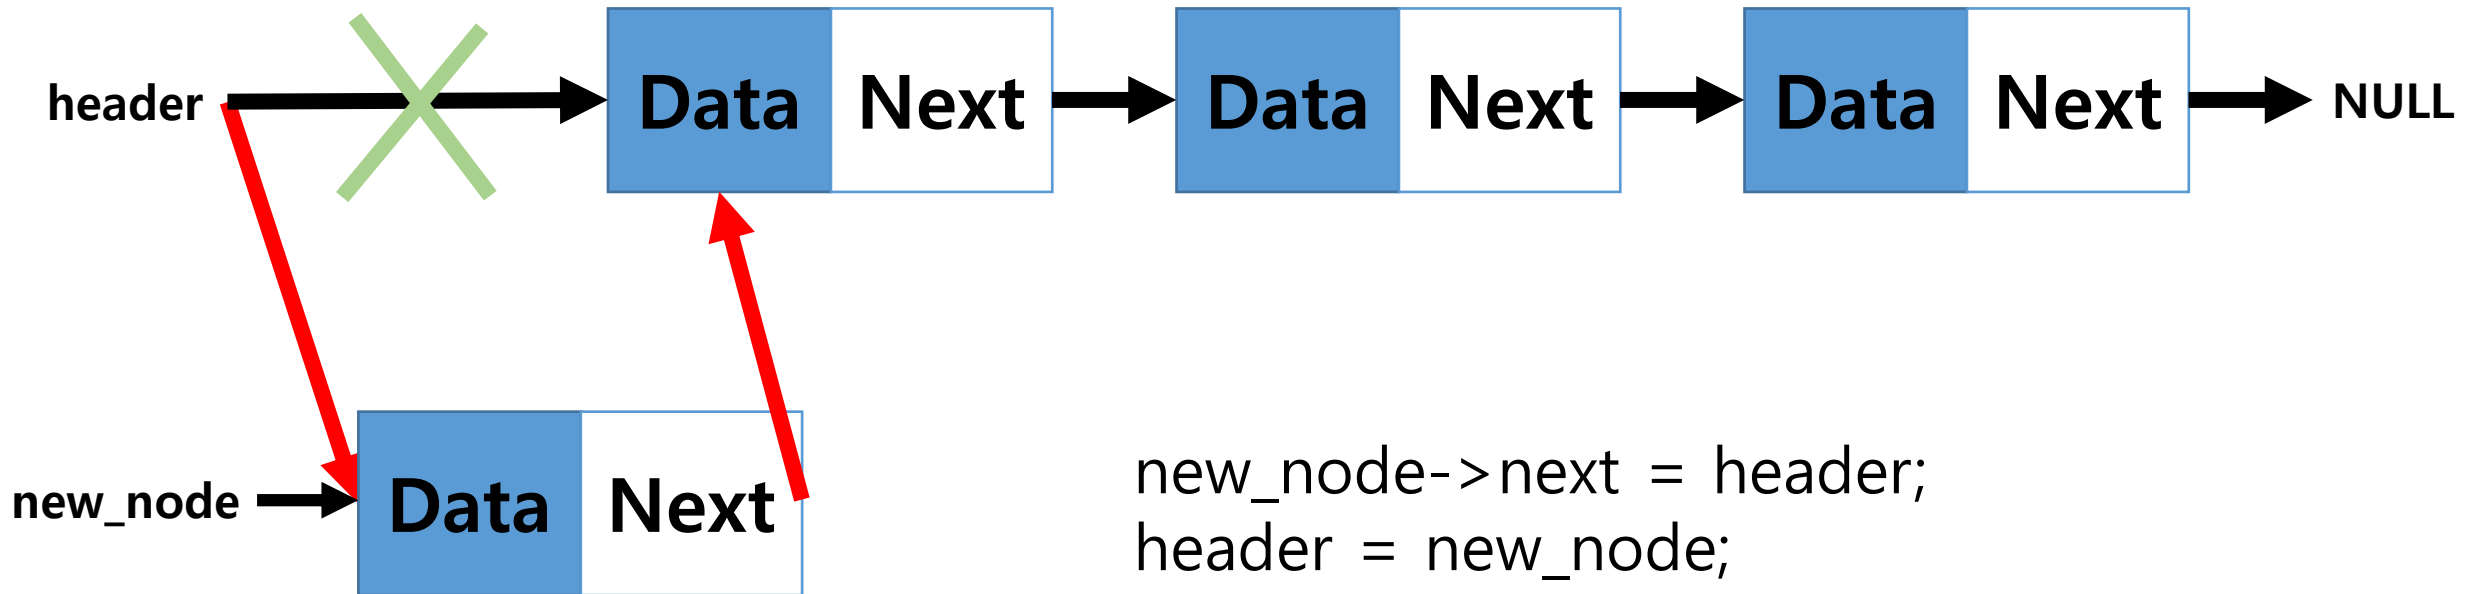 header Data Next Data Next Data Next NULL
new_node Data Next
new_node->next = header;
header = new_node;